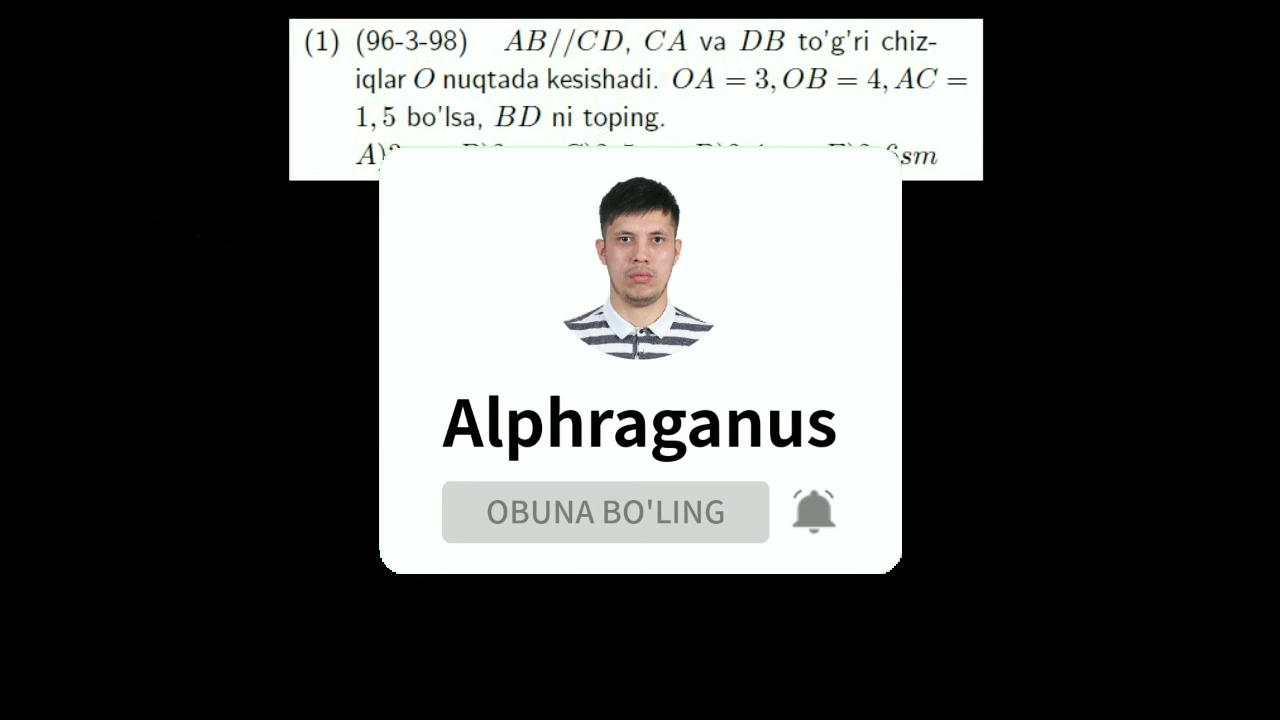 (1) (96-3-98) AB//CD, CA va DB to'g'ri chiz-
iqlar O nuqtada kesishadi. OA = 3, OB = 4, AC =
1, 5 bo'lsa, BD ni toping.
A) sm
Alphraganus
OBUNA BO'LING